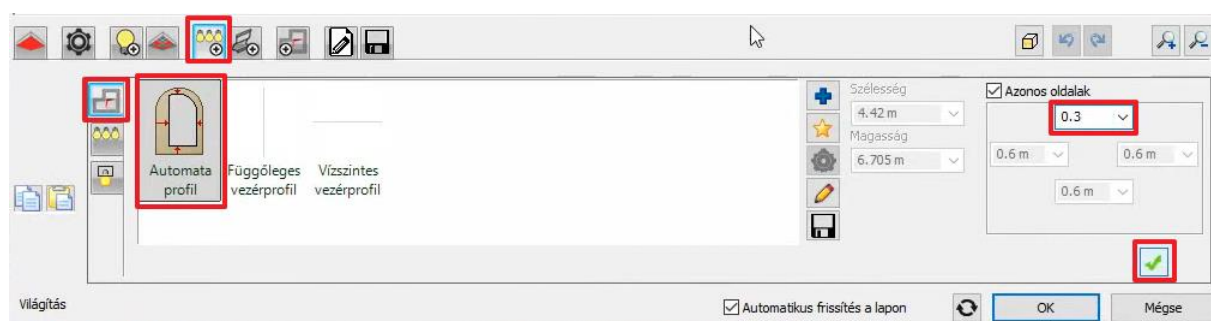 Szélesség
Azonos oldalak
4.42 m
0.3
Magasság
Automata
profil
Függőleges
vezérprofil
Vízszintes
vezérprofil
6.705 m
0.6 m
0.6 m
0.6 m
Világítás
Automatikus frissítés a lapon
OK
Mégse